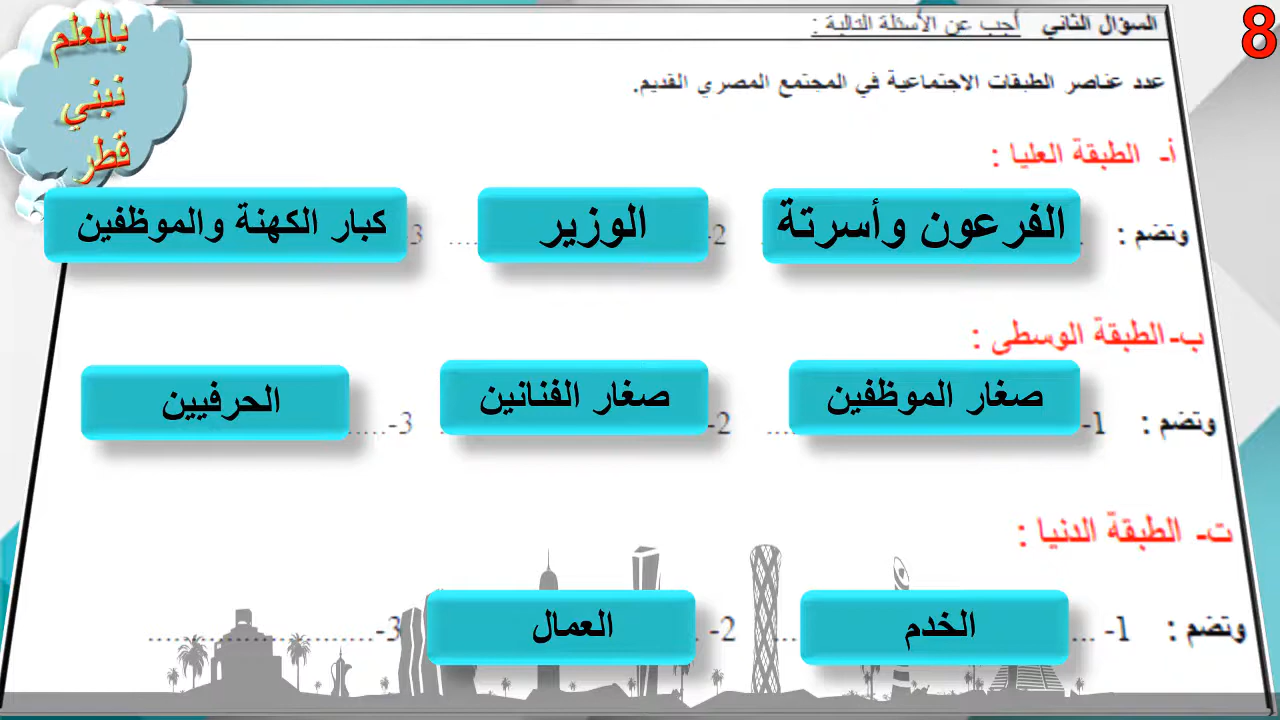 8
بالعلم
نبني
قطر
السؤال الثاني أجب عن الأسئلة التالية :
عدد عناصر الطبقات الاجتماعية في المجتمع المصري القديم.
أ- الطبقة العليا :
وتضم : الفرعون وأسرتة 2- الوزير 3 كبار الكهنة والموظفين
ب- الطبقة الوسطى :
وتضم : 1- صغار الموظفين 2- صغار الفنانين 3- الحرفيين
ت- الطبقة الدنيا :
وتضم : 1- الخدم 2- العمال 3-